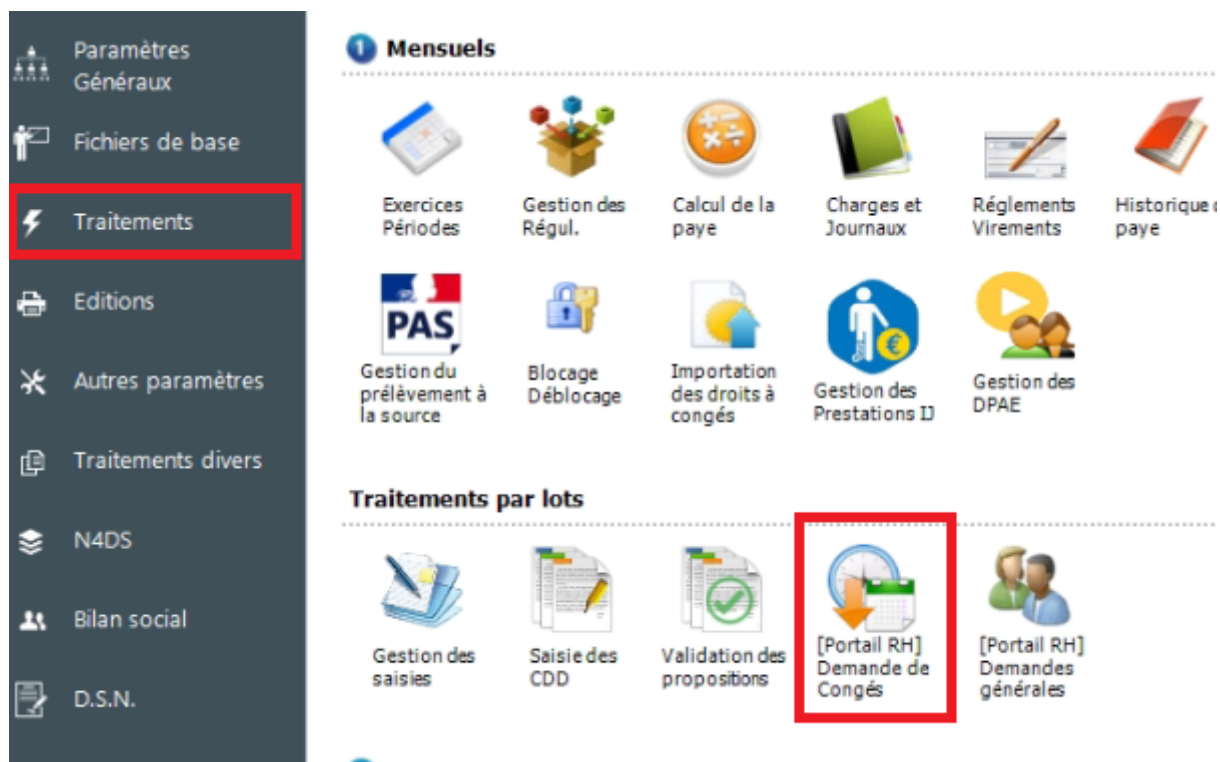 Paramètres
Généraux
Fichiers de base
Traitements
Editions
Autres paramètres
Traitements divers
N4DS
Bilan social
D.S.N.
1 Mensuels
Exercices
Périodes
Gestion des
Régul.
Calcul de la
paye
Charges et
Journaux
Réglements
Virements
Historique
paye
PAS
Gestion du
prélèvement à
la source
Blocage
Déblocage
Importation
des droits à
congés
Gestion des
Prestations IJ
Gestion des
DPAE
Traitements par lots
Gestion des
saisies
Saisie des
CDD
Validation des
propositions
[Portail RH]
Demande de
Congés
[Portail RH]
Demandes
générales